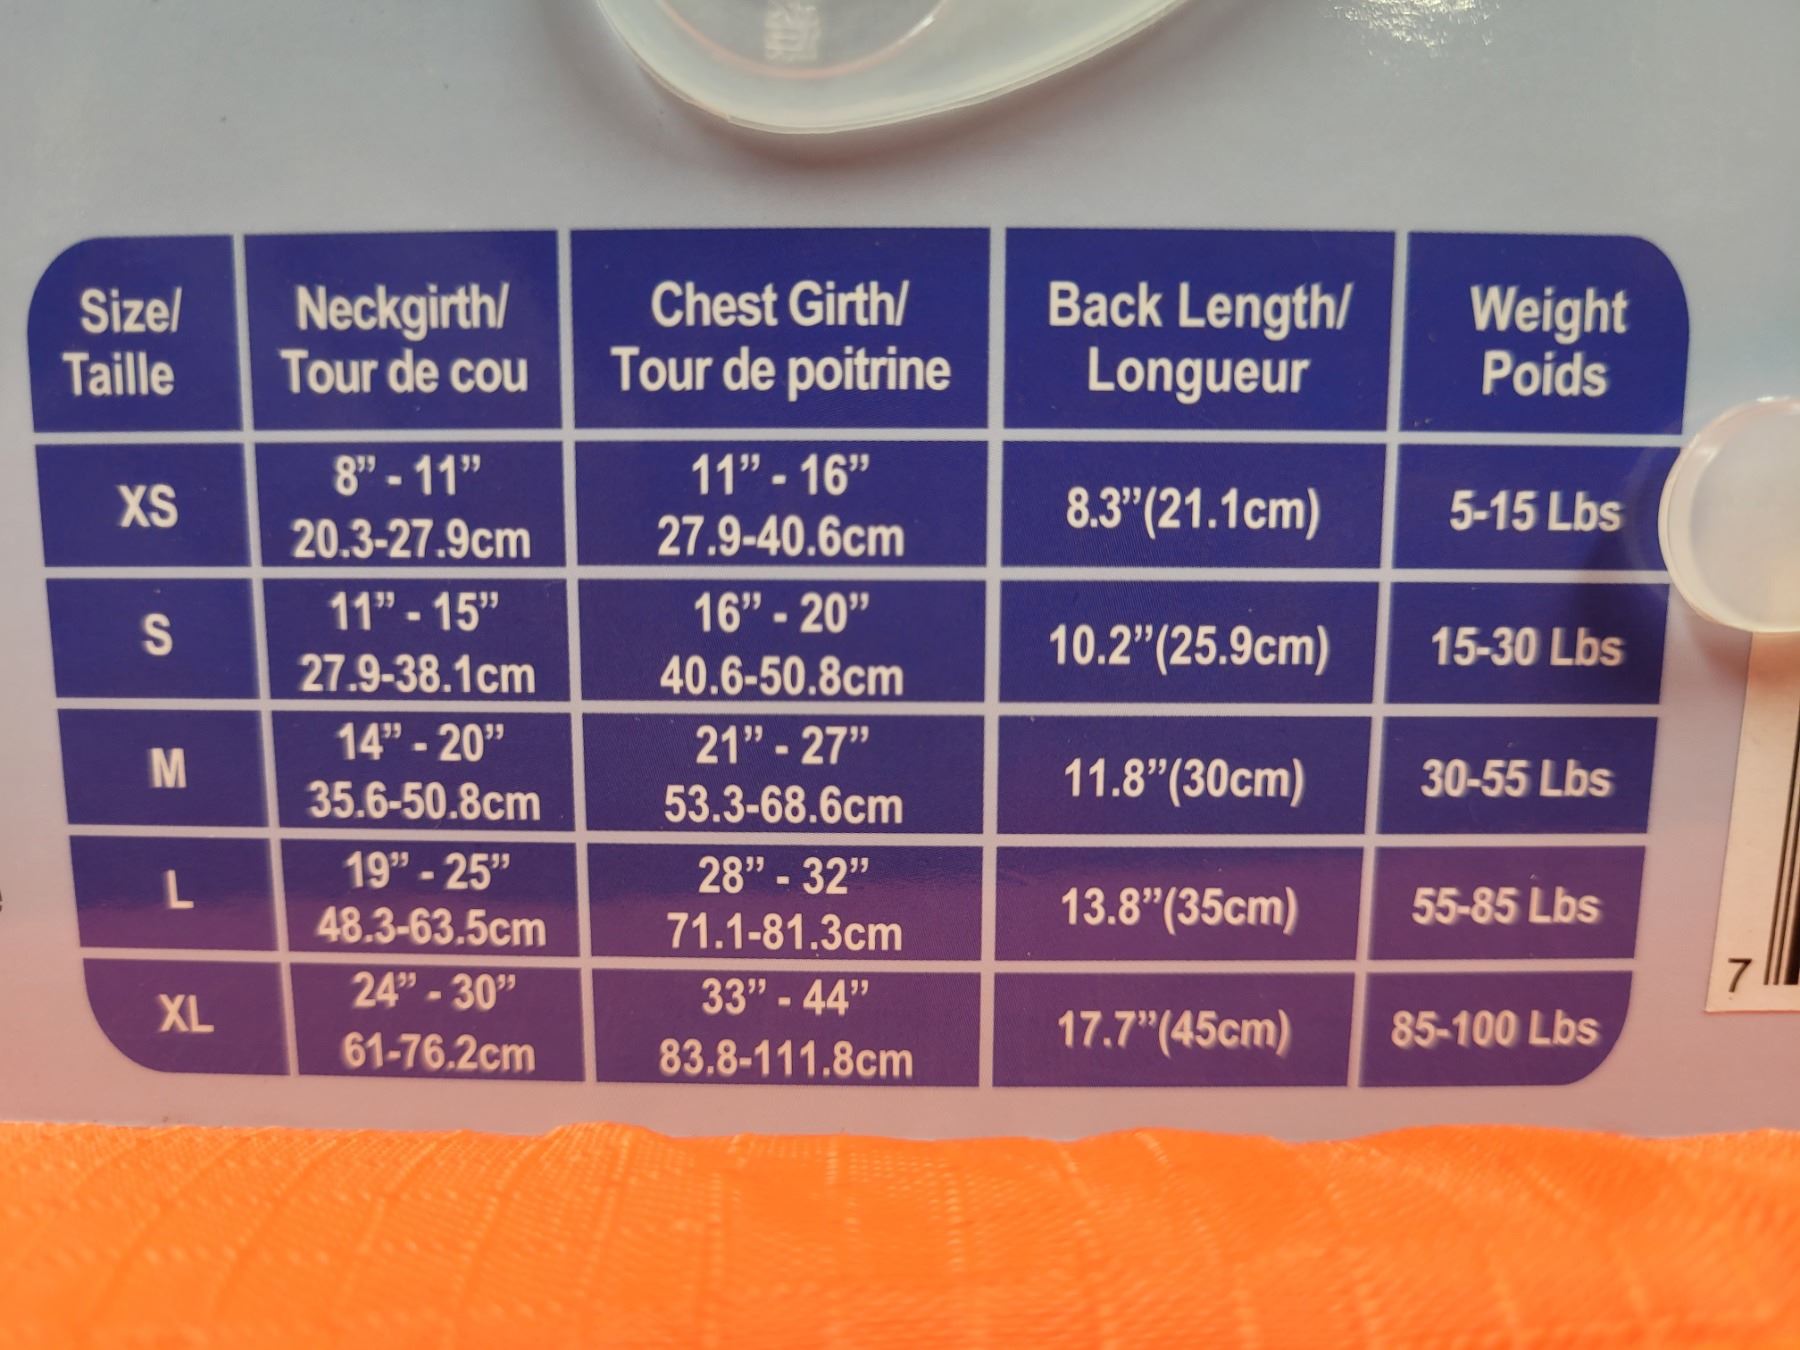 Size/
Taille
Neckgirth/
Tour de cou
Chest Girth/
Tour de poitrine
Back Length/
Longueur
Weight
Poids
XS
8” - 11”
20.3-27.9cm
11” - 16”
27.9-40.6cm
8.3”(21.1cm)
5-15 Lbs
S
11” - 15”
27.9-38.1cm
16” - 20”
40.6-50.8cm
10.2”(25.9cm)
15-30 Lbs
M
14” - 20”
35.6-50.8cm
21” - 27”
53.3-68.6cm
11.8”(30cm)
30-55 Lbs
L
19” - 25”
48.3-63.5cm
28” - 32”
71.1-81.3cm
13.8”(35cm)
55-85 Lbs
XL
24” - 30”
61-76.2cm
33” - 44”
83.8-111.8cm
17.7”(45cm)
85-100 Lbs
7